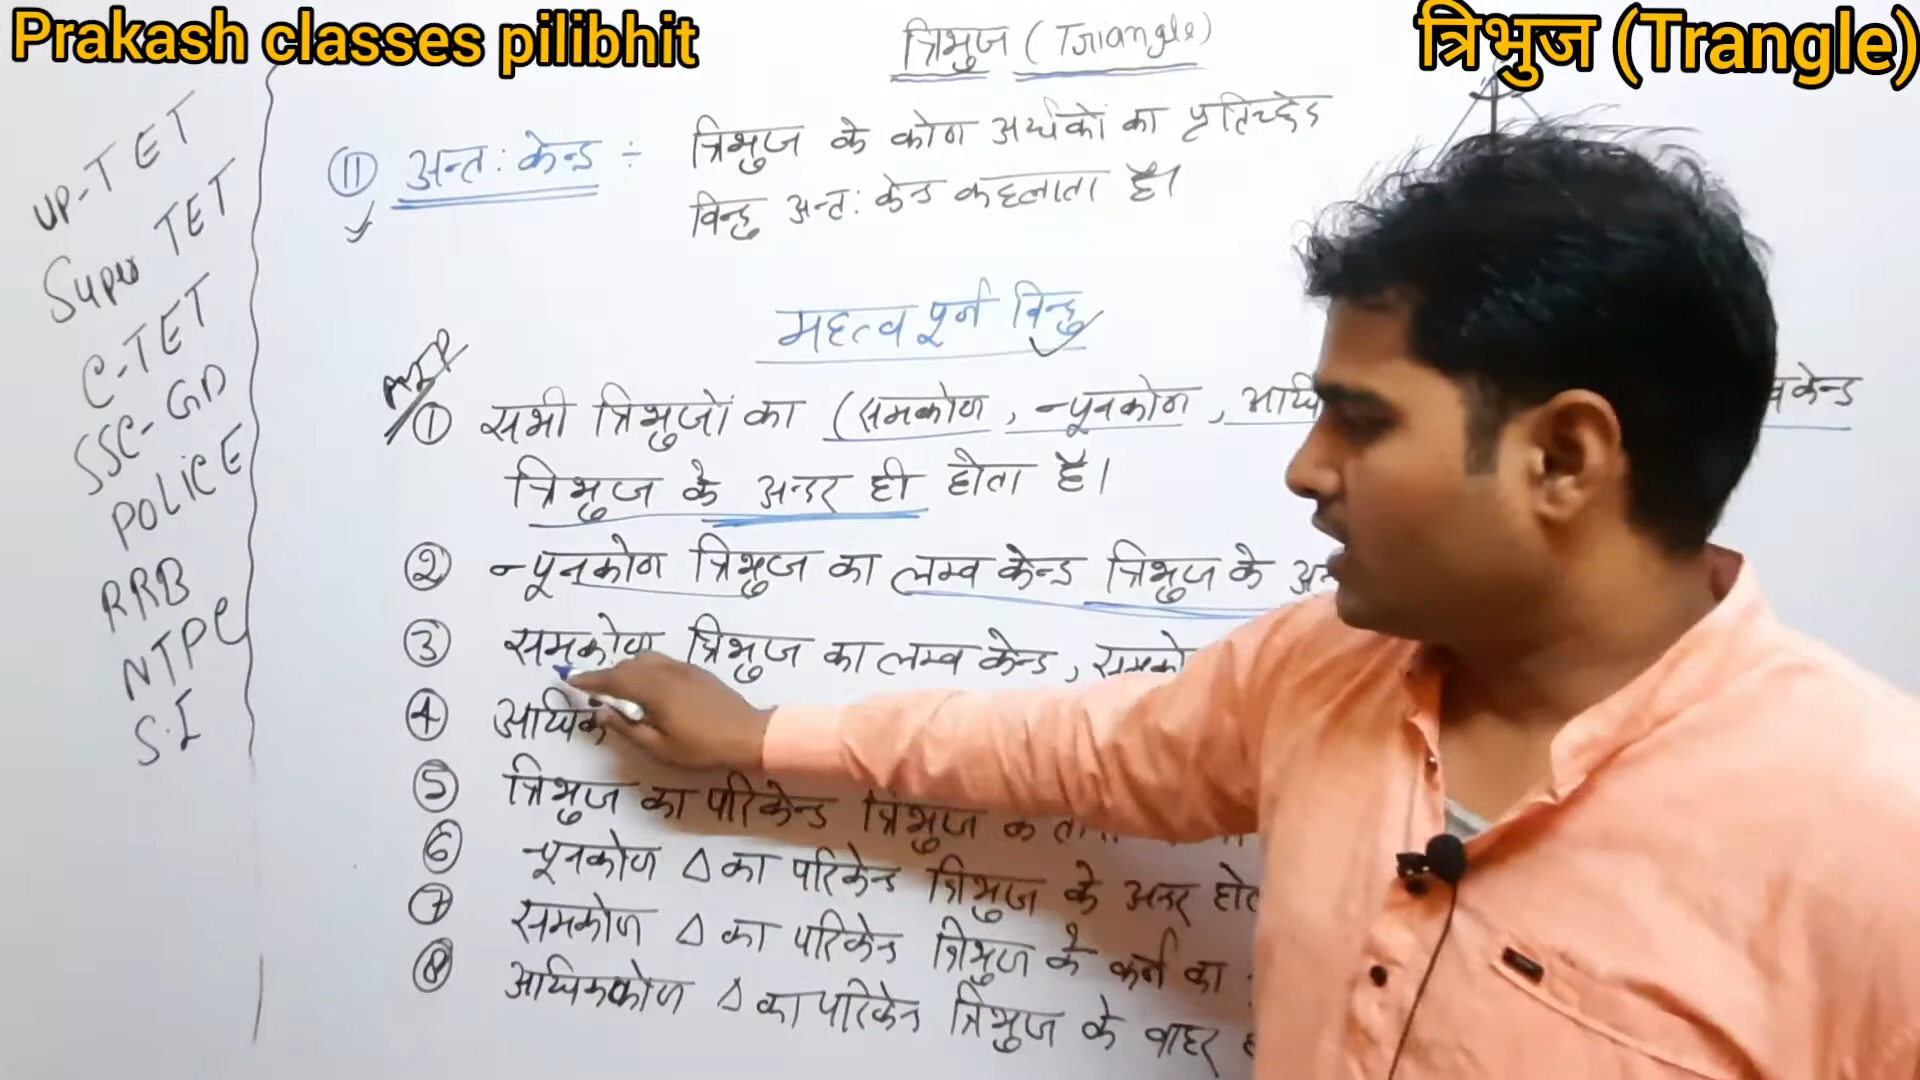 Prakash classes pilibhit
त्रिभुज (Trangle)
त्रिभुज (Triangle)
UP-TET
Super TET
C-TET
SSC-GD
POLICE
RRB
NTPC
S.I
⑪ अन्त: केन्द्र ÷ त्रिभुज के कोण अर्धकों का प्रतिच्छेद
विन्दु अन्त: केन्द्र कहलाता है।
महत्व पूर्न विन्दु
① सभी त्रिभुजों का (समकोण, न्यूनकोण,
केन्द्र
त्रिभुज के अन्दर ही होता है।
② न्यूनकोण त्रिभुज का लम्व केन्द्र त्रिभुज के
③ समकोण त्रिभुज का लम्व केन्द्र,
④ अधिक
⑤ त्रिभुज का परिकेन्द्र त्रिभुज
⑥ न्यूनकोण △ का परिकेन्द्र त्रिभुज के अन्दर
⑦ समकोण △ का परिकेन्द्र त्रिभुज के कर्न का
⑧ अधिककोण △ का परिकेन्द्र त्रिभुज के वाहर